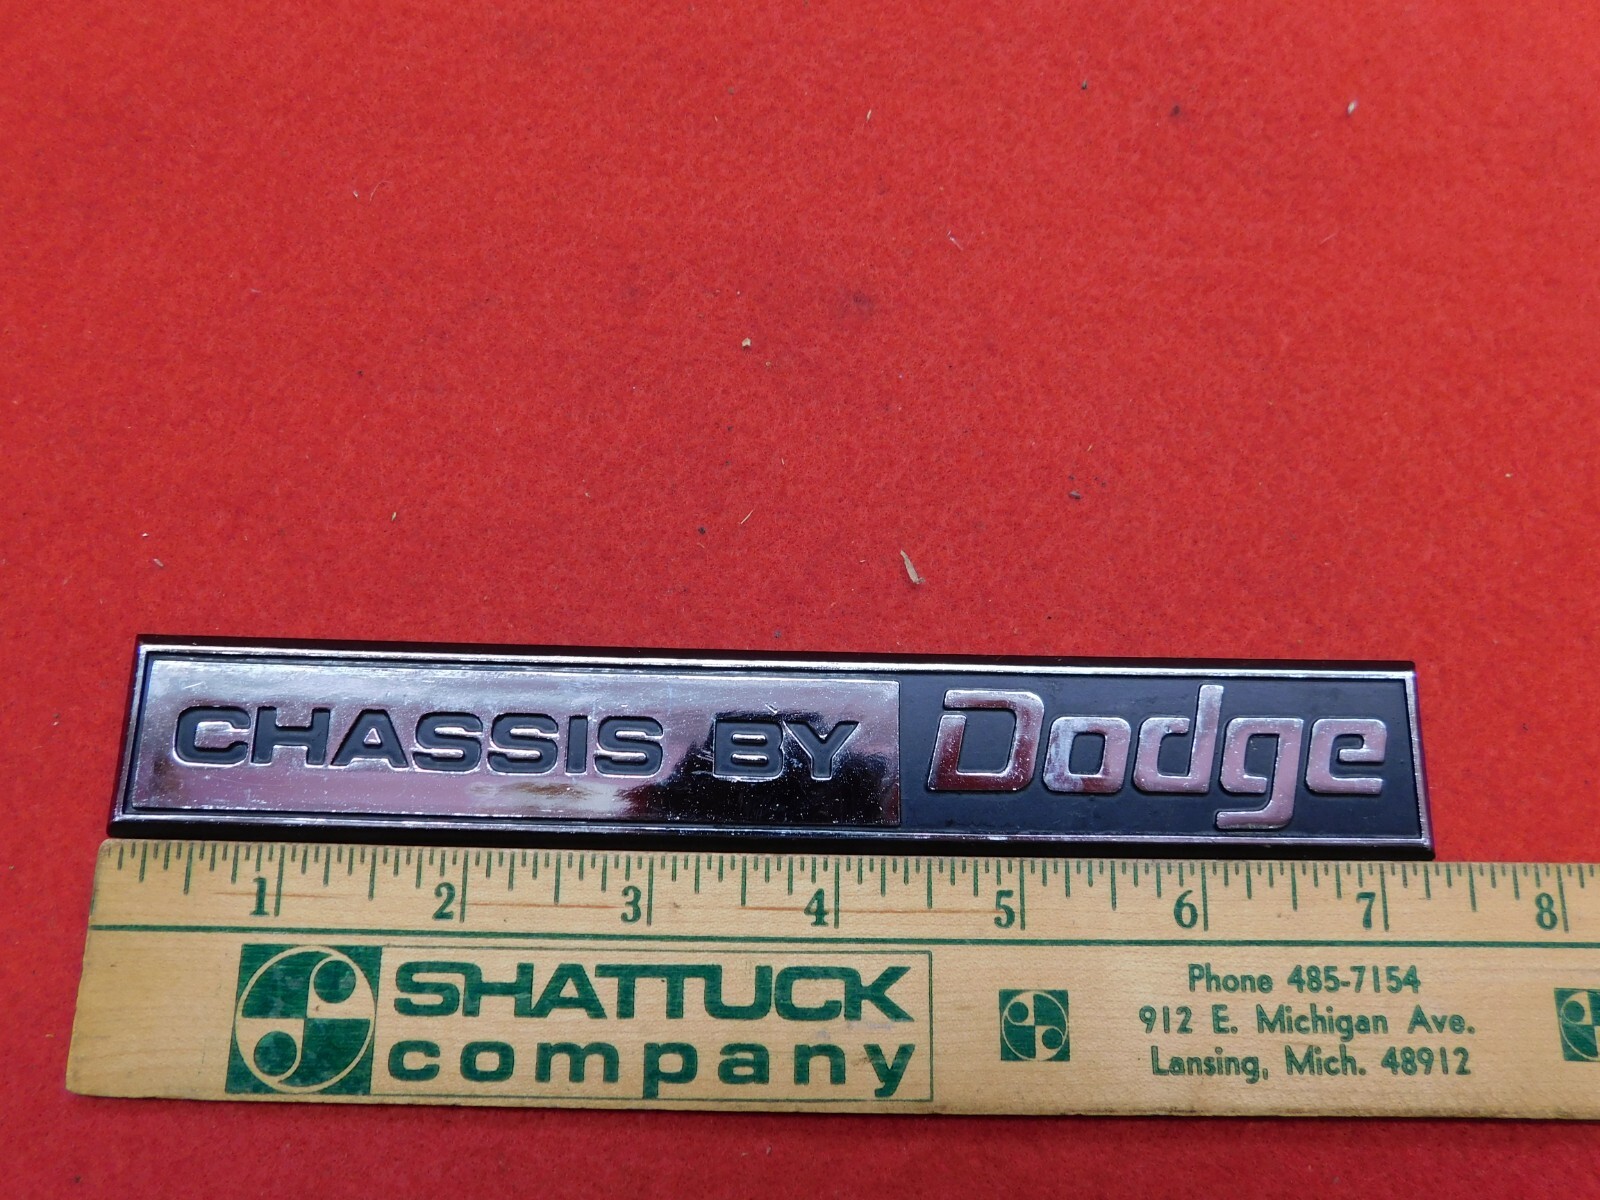 CHASSIS BY Dodge
1 2 3 4 5 6 7 8
SHATTUCK
company
Phone 485-7154
912 E. Michigan Ave.
Lansing, Mich. 48912